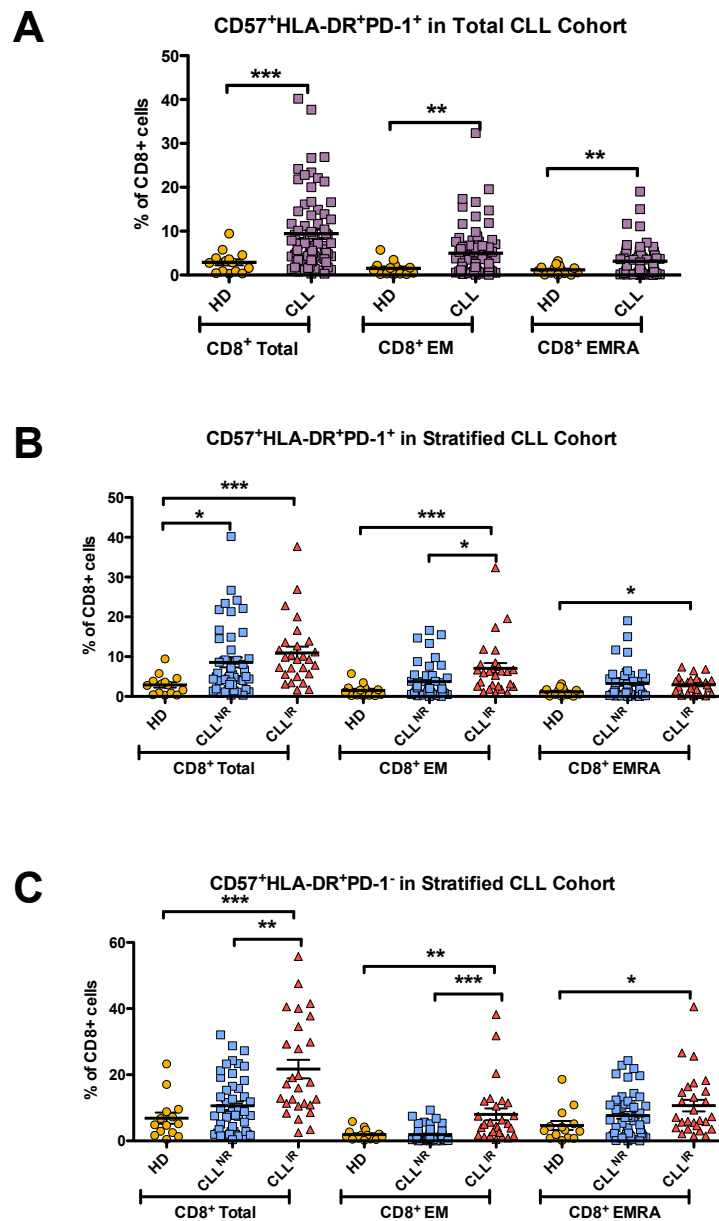 A
CD57⁺HLA-DR⁺PD-1⁺ in Total CLL Cohort
% of CD8+ cells
50
40
30
20
10
0
***
**
**
HD
CLL
HD
CLL
HD
CLL
CD8⁺ Total
CD8⁺ EM
CD8⁺ EMRA
B
CD57⁺HLA-DR⁺PD-1⁺ in Stratified CLL Cohort
% of CD8+ cells
50
40
30
20
10
0
***
*
***
*
*
HD
CLL^NR
CLL^IR
HD
CLL^NR
CLL^IR
HD
CLL^NR
CLL^IR
CD8⁺ Total
CD8⁺ EM
CD8⁺ EMRA
C
CD57⁺HLA-DR⁺PD-1⁻ in Stratified CLL Cohort
% of CD8+ cells
60
40
20
0
***
**
**
***
*
HD
CLL^NR
CLL^IR
HD
CLL^NR
CLL^IR
HD
CLL^NR
CLL^IR
CD8⁺ Total
CD8⁺ EM
CD8⁺ EMRA